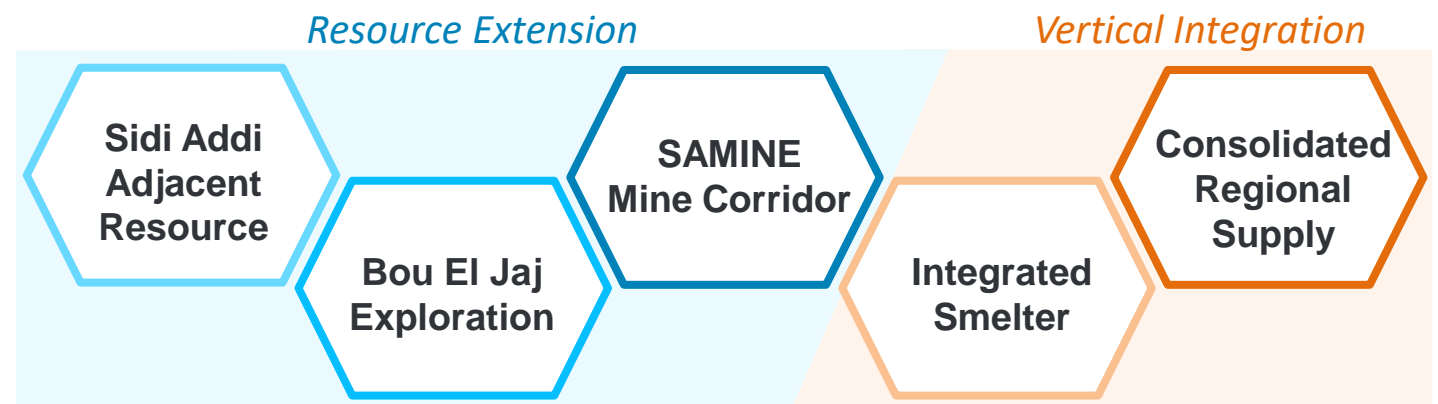 Resource Extension
Vertical Integration
Sidi Addi
Adjacent
Resource
Bou El Jaj
Exploration
SAMINE
Mine Corridor
Integrated
Smelter
Consolidated
Regional
Supply